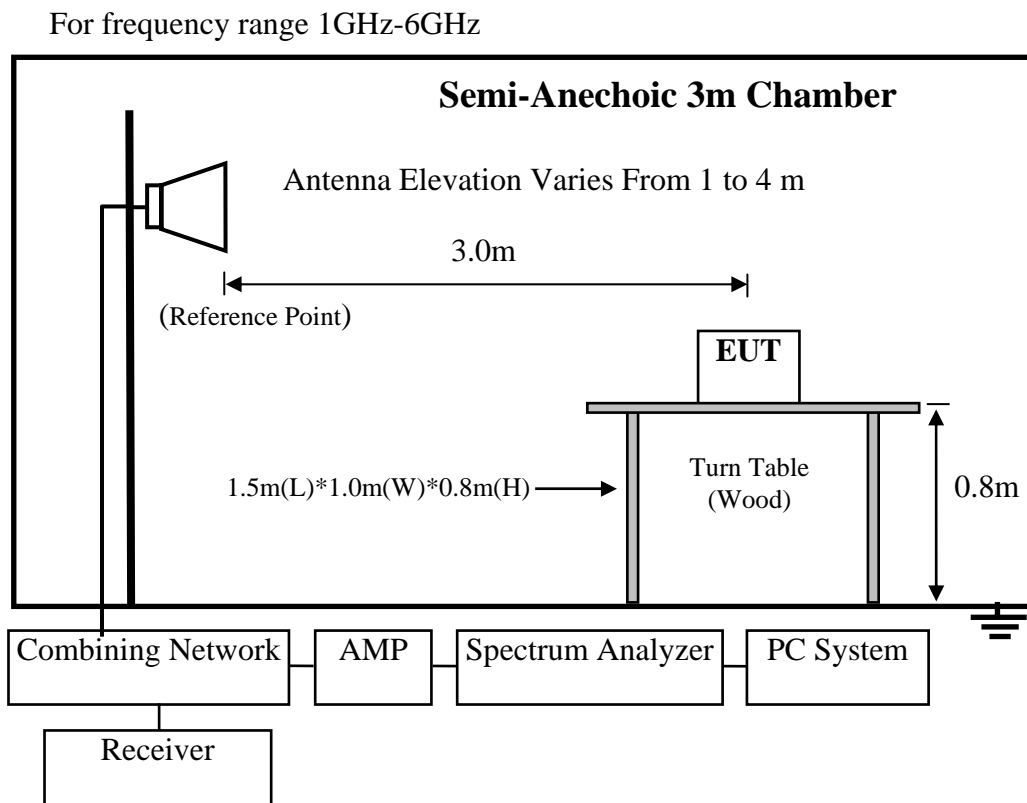 For frequency range 1GHz-6GHz
Semi-Anechoic 3m Chamber
Antenna Elevation Varies From 1 to 4 m
3.0m
(Reference Point)
EUT
1.5m(L)*1.0m(W)*0.8m(H)
Turn Table
(Wood)
0.8m
Combining Network
AMP
Spectrum Analyzer
PC System
Receiver